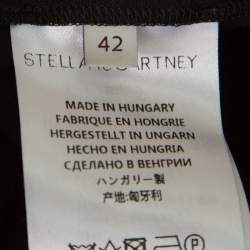 42
STELLA McCARTNEY
MADE IN HUNGARY
FABRIQUE EN HONGRIE
HERGESTELLT IN UNGARN
HECHO EN HUNGRIA
СДЕЛАНО В ВЕНГРИИ
ハンガリー製
产地:匈牙利